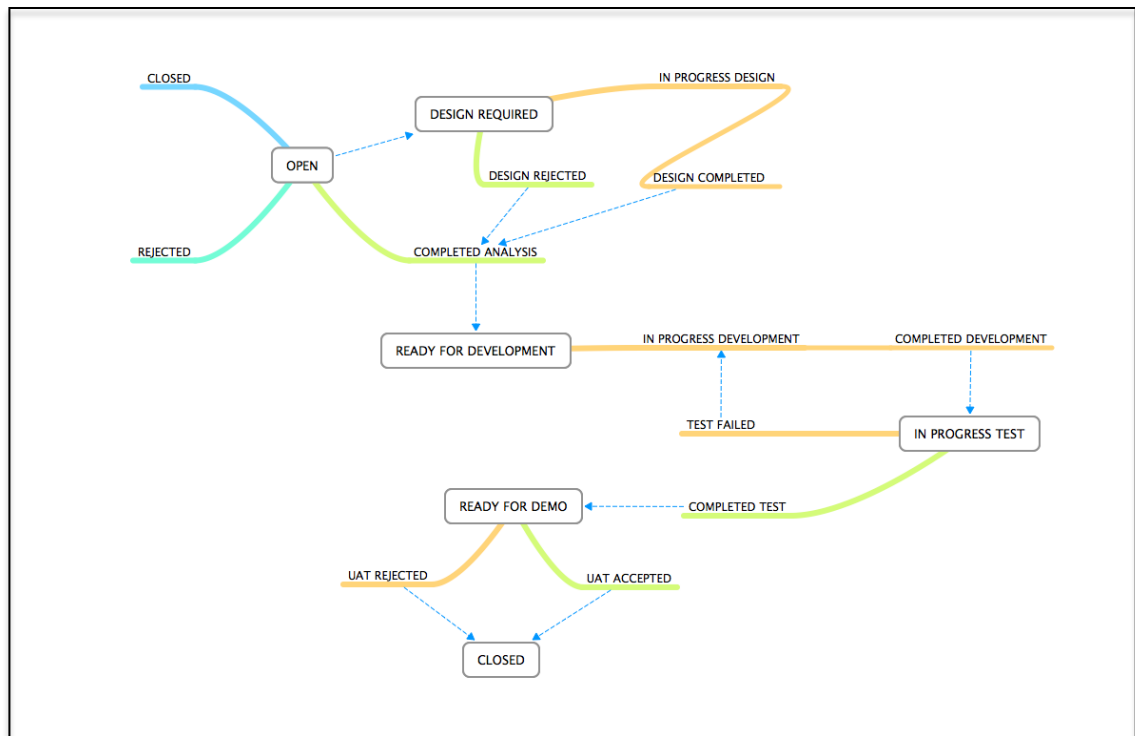 CLOSED
IN PROGRESS DESIGN
DESIGN REQUIRED
OPEN
DESIGN REJECTED
DESIGN COMPLETED
REJECTED
COMPLETED ANALYSIS
READY FOR DEVELOPMENT
IN PROGRESS DEVELOPMENT
COMPLETED DEVELOPMENT
TEST FAILED
IN PROGRESS TEST
READY FOR DEMO
COMPLETED TEST
UAT REJECTED
UAT ACCEPTED
CLOSED